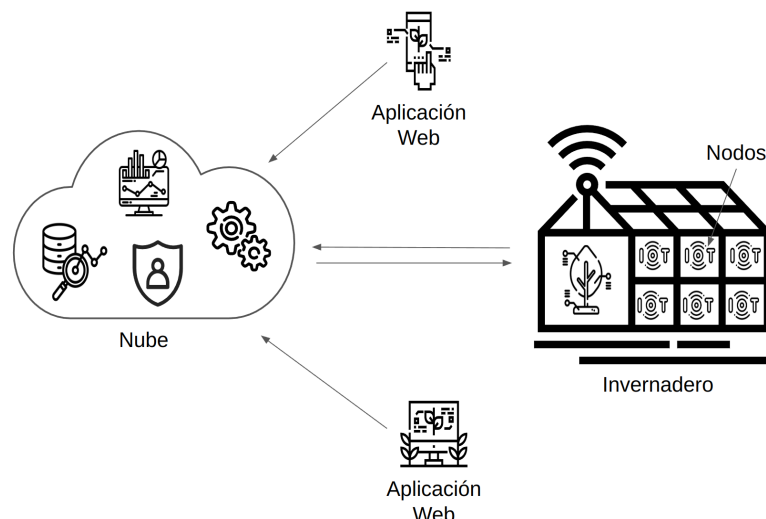 Aplicación
Web
Nodos
IOT IOT IOT
IOT IOT IOT
Nube
Invernadero
Aplicación
Web